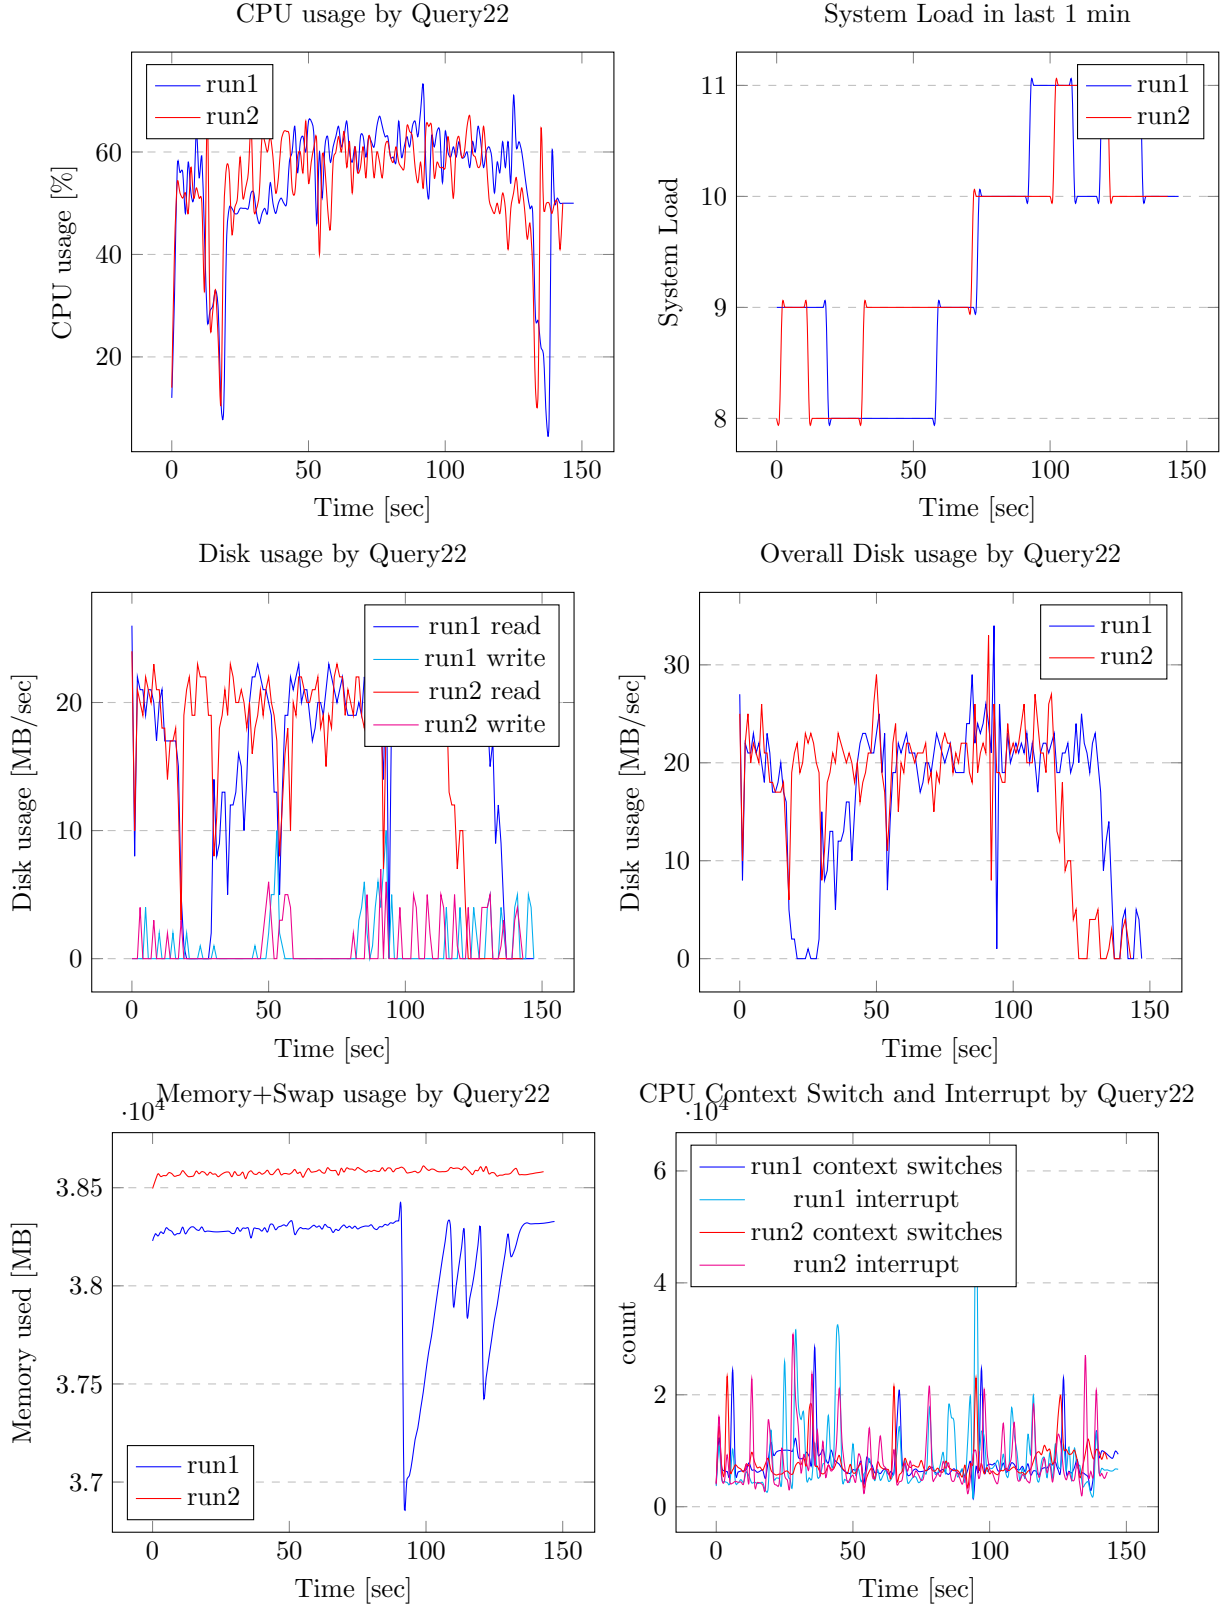 CPU usage by Query22
CPU usage [%]
60
40
20
0
50
100
150
Time [sec]
run1
run2
System Load in last 1 min
System Load
11
10
9
8
0
50
100
150
Time [sec]
run1
run2
Disk usage by Query22
Disk usage [MB/sec]
20
10
0
0
50
100
150
Time [sec]
run1 read
run1 write
run2 read
run2 write
Overall Disk usage by Query22
Disk usage [MB/sec]
30
20
10
0
0
50
100
150
Time [sec]
run1
run2
Memory+Swap usage by Query22
·10⁴
Memory used [MB]
3.85
3.8
3.75
3.7
0
50
100
150
Time [sec]
run1
run2
CPU Context Switch and Interrupt by Query22
·10⁴
count
6
4
2
0
0
50
100
150
Time [sec]
run1 context switches
run1 interrupt
run2 context switches
run2 interrupt